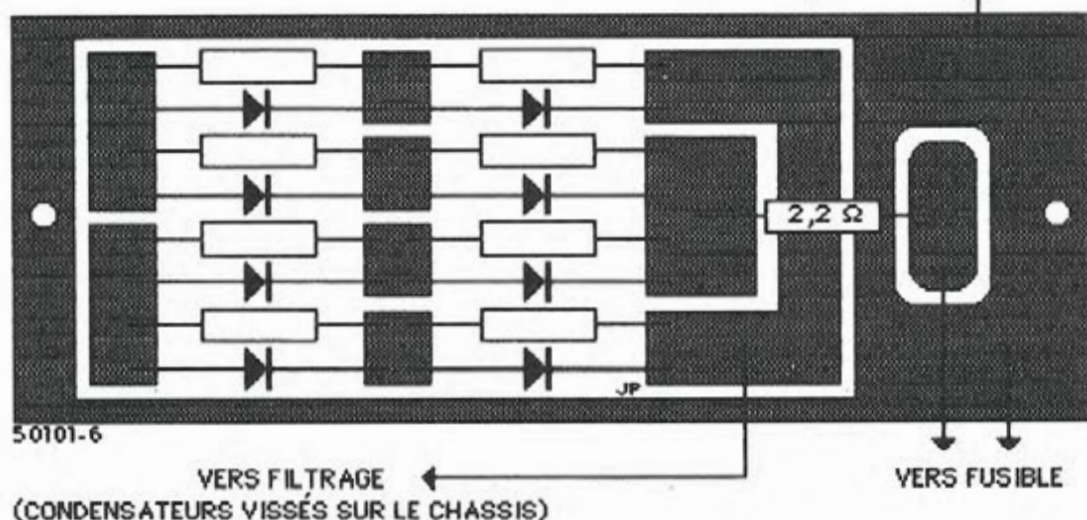 2,2 Ω
JP
50101-6
VERS FILTRAGE
(CONDENSATEURS VISSÉS SUR LE CHASSIS)
VERS FUSIBLE